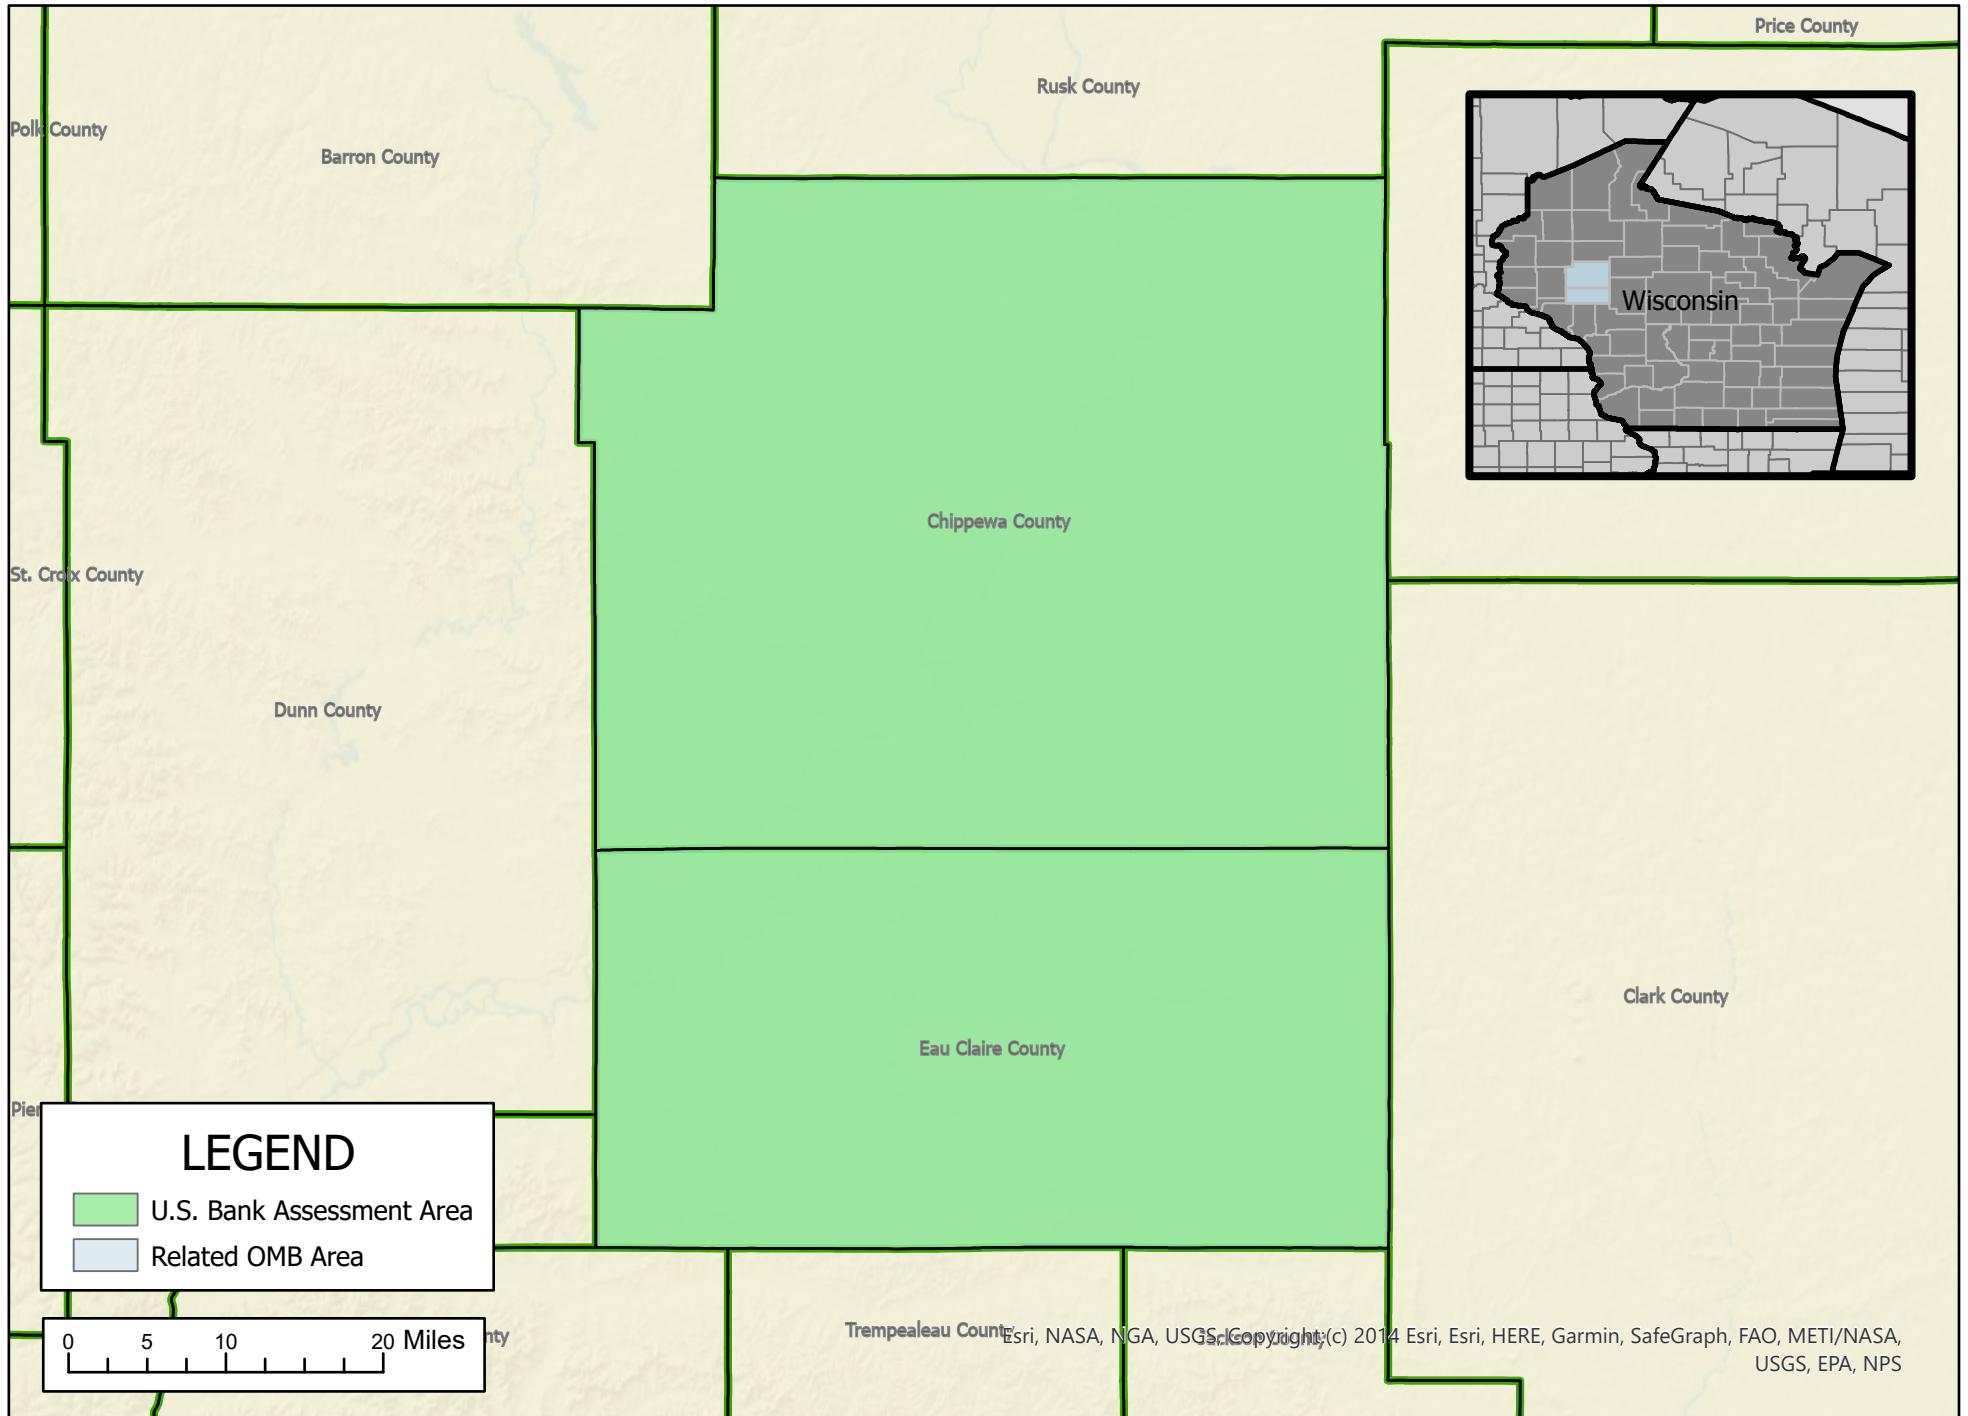 Price County
Rusk County
Polk County
Barron County
Wisconsin
Chippewa County
St. Croix County
Dunn County
Clark County
Eau Claire County
LEGEND
U.S. Bank Assessment Area
Related OMB Area
0 5 10 20 Miles
Trempealeau County
Jackson County
Esri, NASA, NGA, USGS, Copyright:(c) 2014 Esri, Esri, HERE, Garmin, SafeGraph, FAO, METI/NASA,
USGS, EPA, NPS